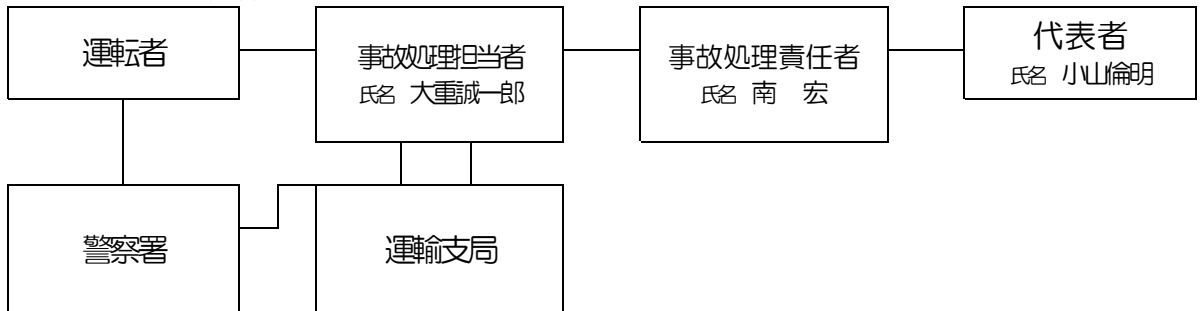 運転者
事故処理担当者
氏名 大重誠一郎
事故処理責任者
氏名 南 宏
代表者
氏名 小山倫明
警察署
運輸支局